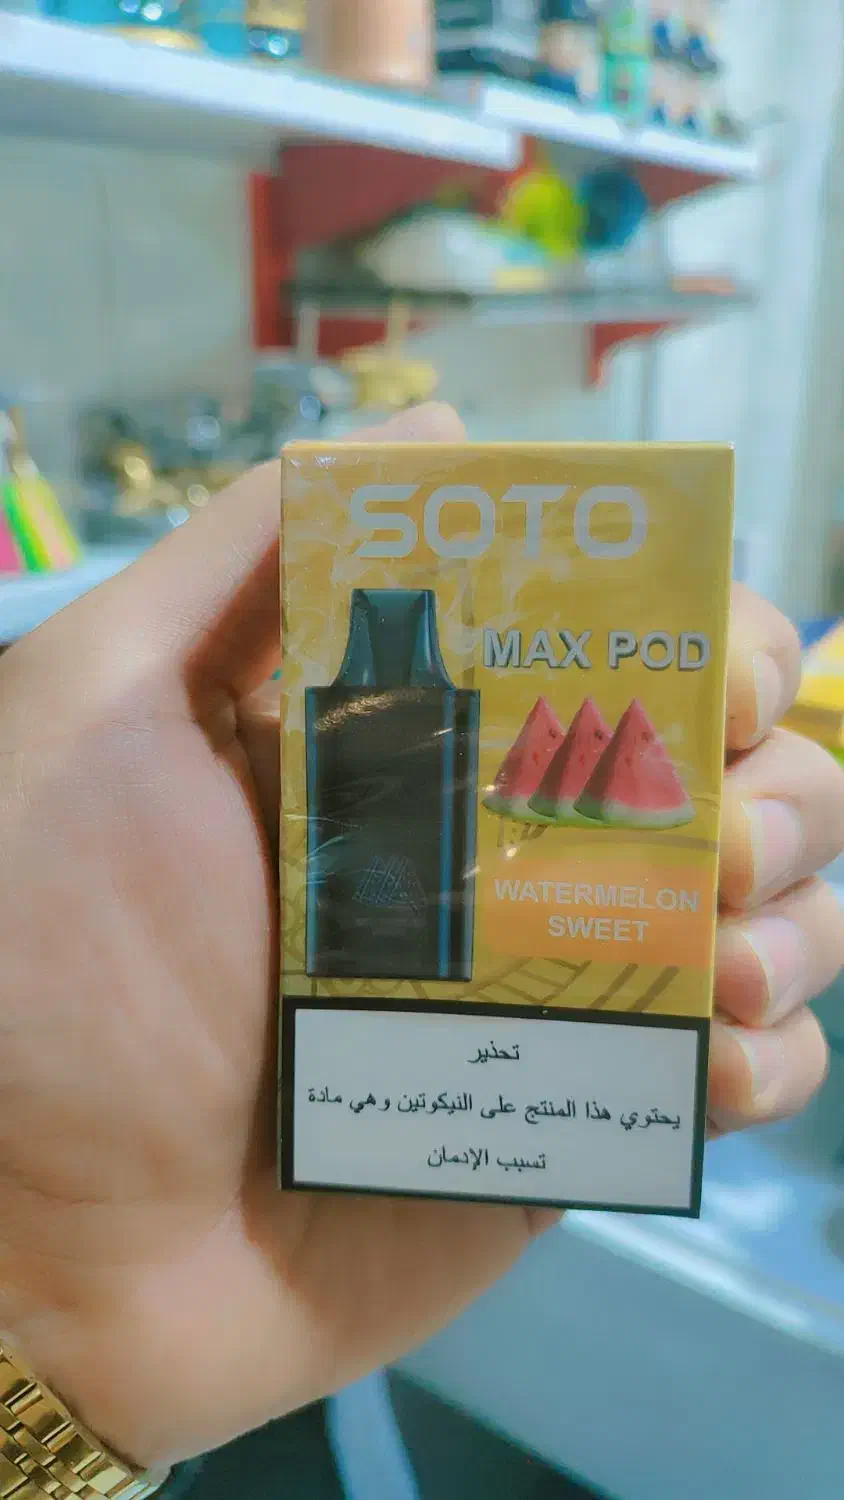 SOTO
MAX POD
WATERMELON
SWEET
تحذير
يحتوي هذا المنتج على النيكوتين وهي مادة
تسبب الإدمان